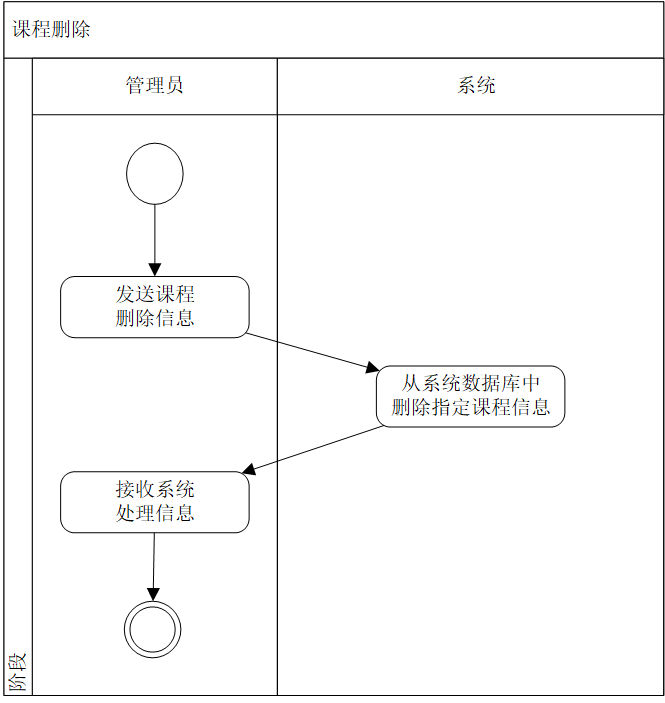 课程删除
管理员
系统
发送课程
删除信息
从系统数据库中
删除指定课程信息
接收系统
处理信息
阶段